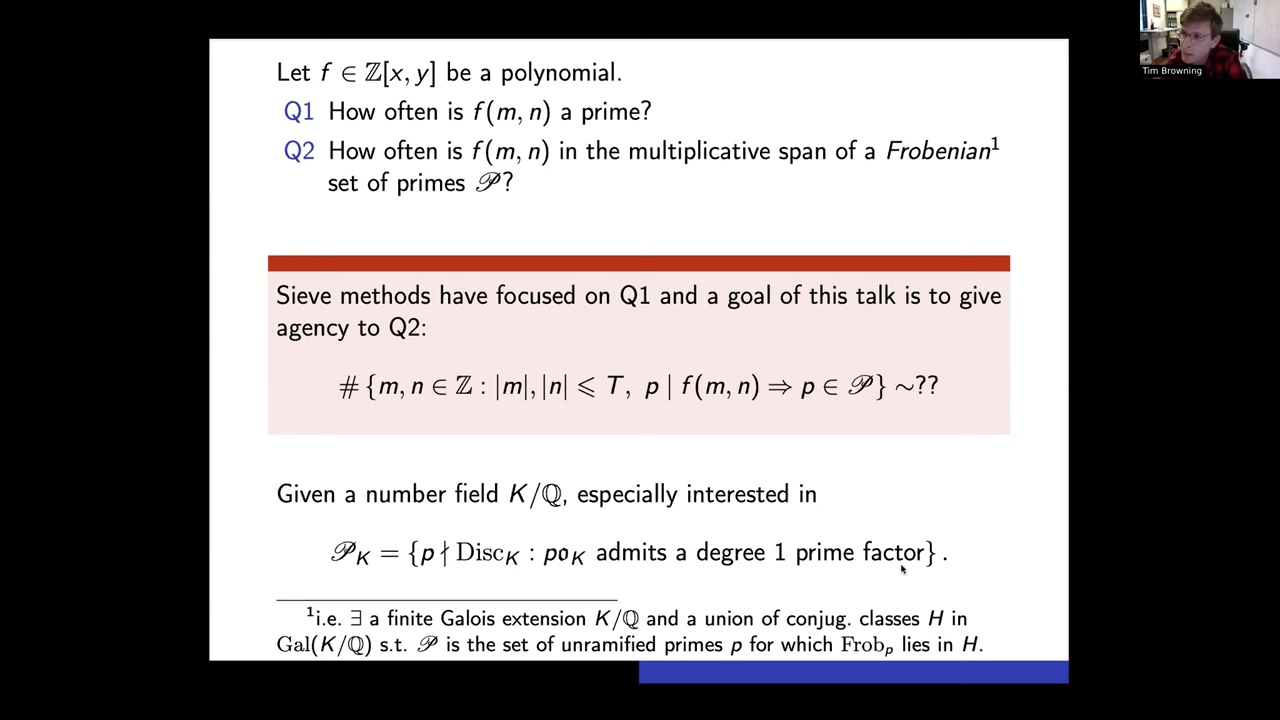 Let f ∈ ℤ[x, y] be a polynomial.
Q1 How often is f(m, n) a prime?
Q2 How often is f(m, n) in the multiplicative span of a Frobenian¹
set of primes 𝒫?
Sieve methods have focused on Q1 and a goal of this talk is to give
agency to Q2:
# {m, n ∈ ℤ : |m|, |n| ⩽ T, p | f(m, n) ⇒ p ∈ 𝒫} ∼??
Given a number field K/ℚ, especially interested in
𝒫_K = {p ∤ Disc_K : p𝔬_K admits a degree 1 prime factor} .
¹i.e. ∃ a finite Galois extension K/ℚ and a union of conjug. classes H in
Gal(K/ℚ) s.t. 𝒫 is the set of unramified primes p for which Frob_p lies in H.
Tim Browning